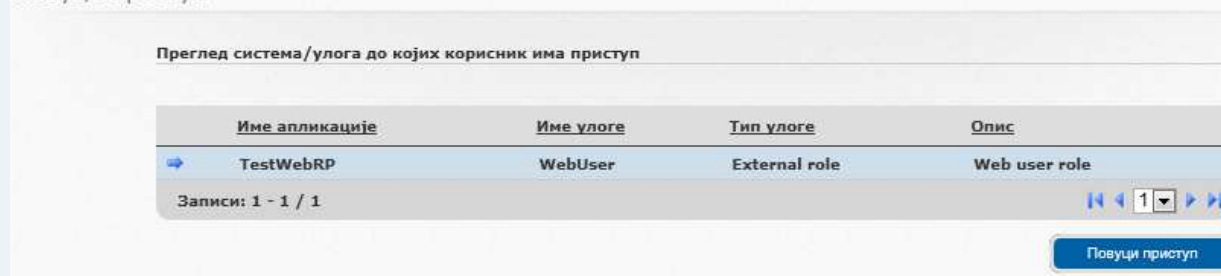 Преглед система/улога до којих корисник има приступ
Име апликације Име улоге Тип улоге Опис
TestWebRP WebUser External role Web user role
Записи: 1 - 1 / 1 1
Повуци приступ